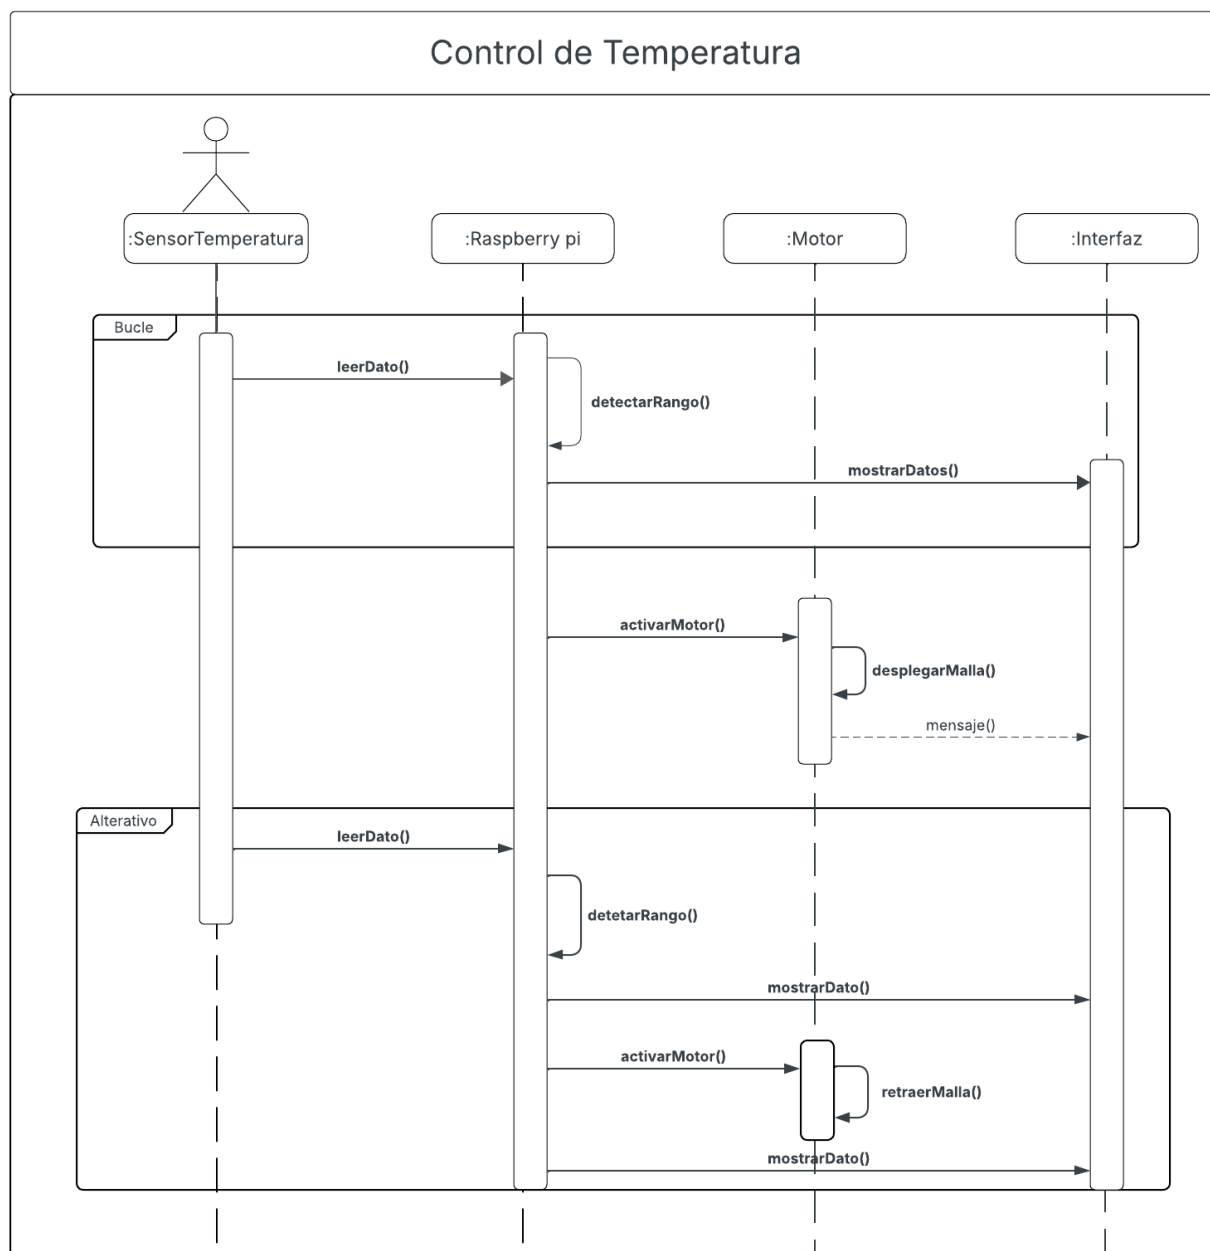 Control de Temperatura
:SensorTemperatura
:Raspberry pi
:Motor
:Interfaz
Bucle
leerDato()
detectarRango()
mostrarDatos()
activarMotor()
desplegarMalla()
mensaje()
Alterativo
leerDato()
detetarRango()
mostrarDato()
activarMotor()
retraerMalla()
mostrarDato()